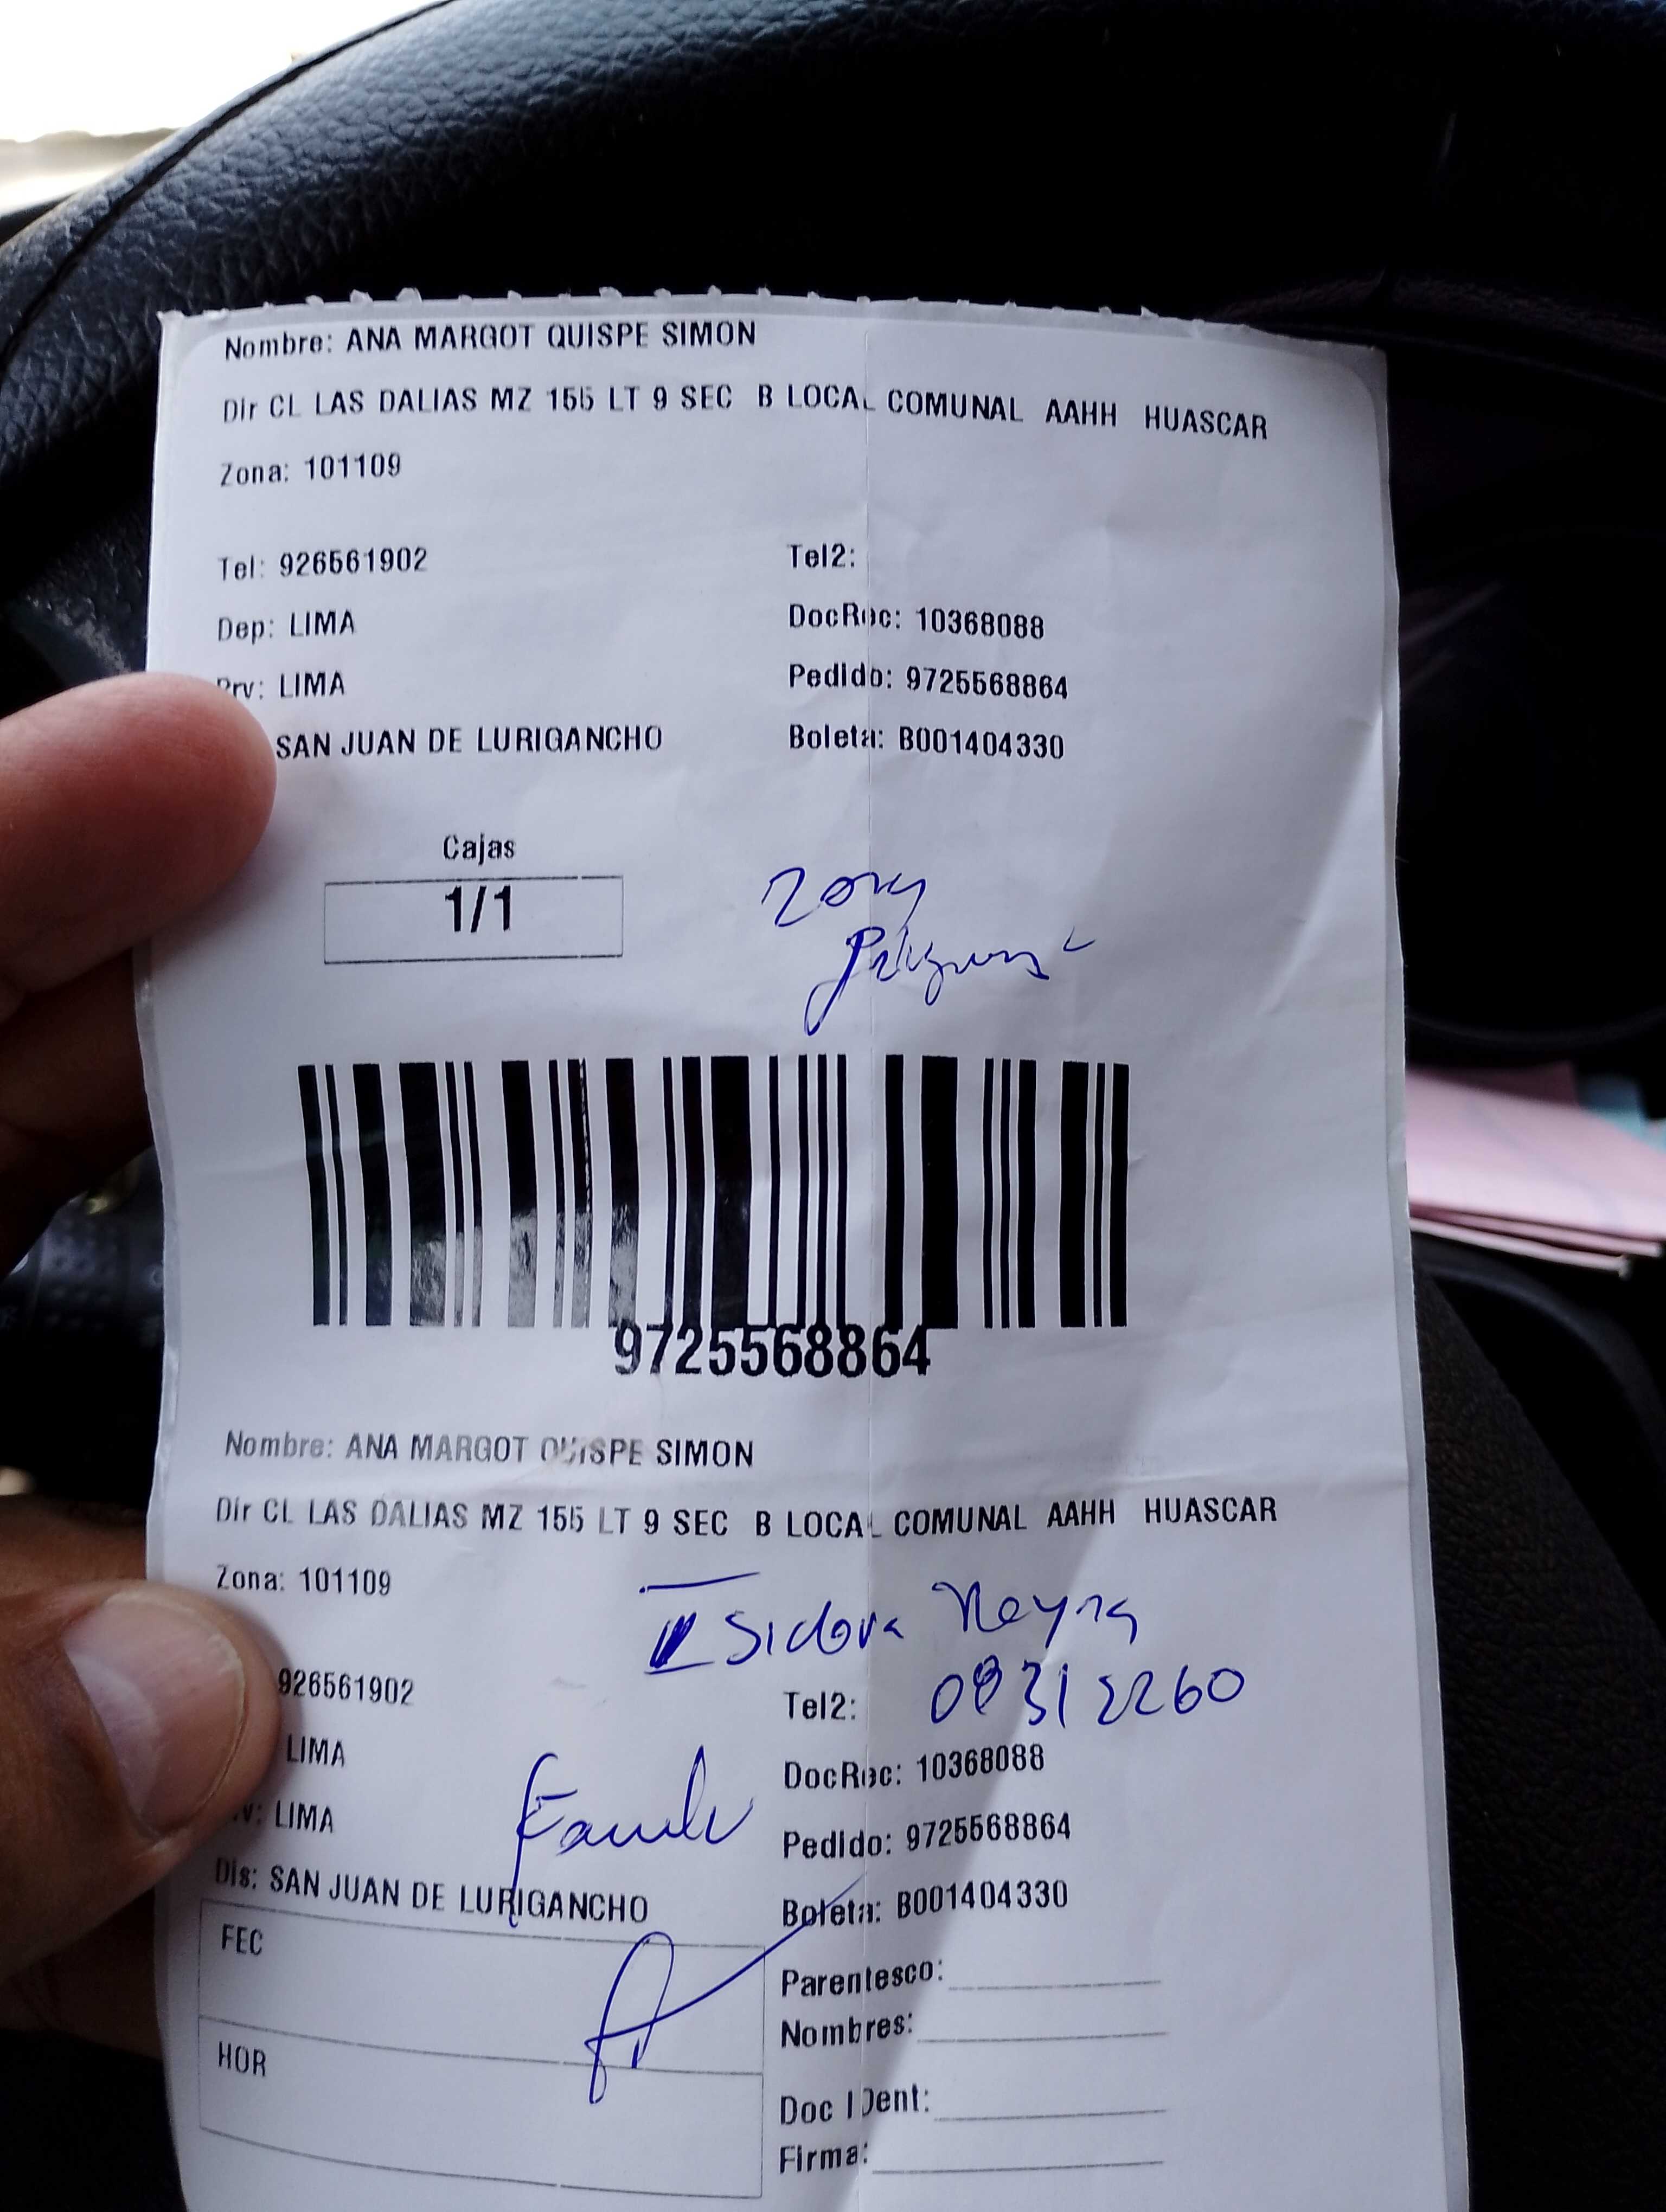 Nombre: ANA MARGOT QUISPE SIMON
Dir CL LAS DALIAS MZ 155 LT 9 SEC B LOCAL COMUNAL AAHH HUASCAR
Zona: 101109
Tel: 926561902 Tel2:
Dep: LIMA DocRec: 10368088
Prv: LIMA Pedido: 9725568864
SAN JUAN DE LURIGANCHO Boleta: B001404330
Cajas
1/1
Zona
9725568864
Nombre: ANA MARGOT QUISPE SIMON
Dir CL LAS DALIAS MZ 155 LT 9 SEC B LOCAL COMUNAL AAHH HUASCAR
Zona: 101109
Isidora Neyra
926561902 Tel2:
LIMA DocRec: 10368088
LIMA Pedido: 9725568864
Dis: SAN JUAN DE LURIGANCHO Boleta: B001404330
FEC Parentesco:
Nombres:
HOR Doc IDent:
Firma: